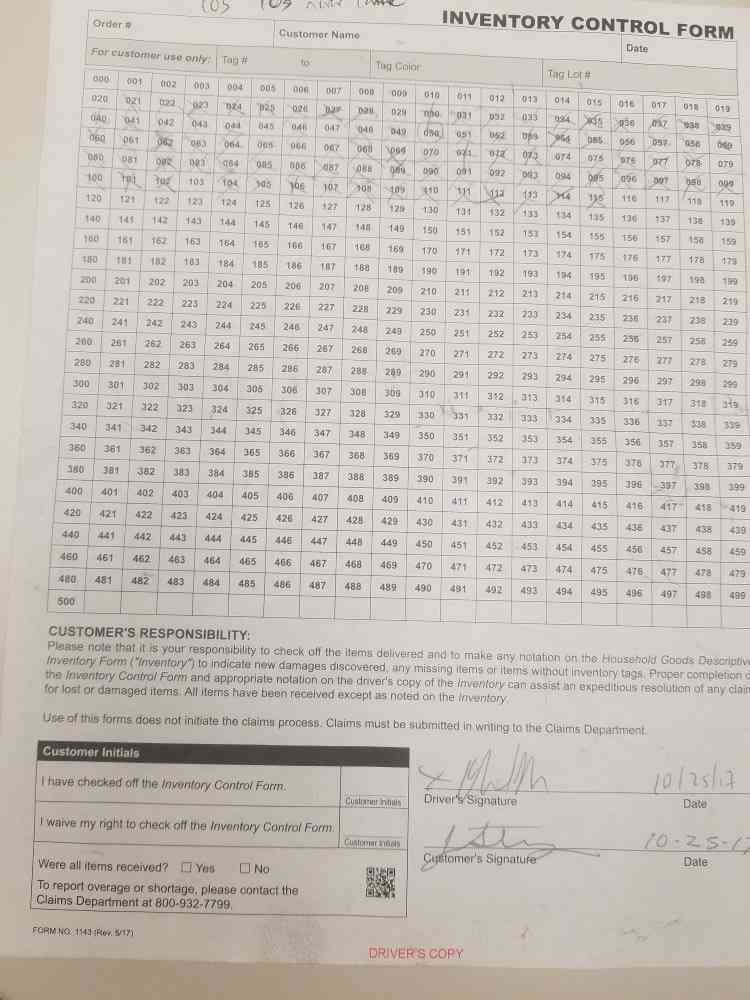 INVENTORY CONTROL FORM
Order #
Customer Name
Date
For customer use only:
Tag #
to
Tag Color:
Tag Lot #
000 001 002 003 004 005 006 007 008 009 010 011 012 013 014 015 016 017 018 019
020 021 022 023 024 025 026 027 028 029 030 031 032 033 034 035 036 037 038 039
040 041 042 043 044 045 046 047 048 049 050 051 052 053 054 055 056 057 058 059
060 061 062 063 064 065 066 067 068 069 070 071 072 073 074 075 076 077 078 079
080 081 082 083 084 085 086 087 088 089 090 091 092 093 094 095 096 097 098 099
100 101 102 103 104 105 106 107 108 109 110 111 112 113 114 115 116 117 118 119
120 121 122 123 124 125 126 127 128 129 130 131 132 133 134 135 136 137 138 139
140 141 142 143 144 145 146 147 148 149 150 151 152 153 154 155 156 157 158 159
160 161 162 163 164 165 166 167 168 169 170 171 172 173 174 175 176 177 178 179
180 181 182 183 184 185 186 187 188 189 190 191 192 193 194 195 196 197 198 199
200 201 202 203 204 205 206 207 208 209 210 211 212 213 214 215 216 217 218 219
220 221 222 223 224 225 226 227 228 229 230 231 232 233 234 235 236 237 238 239
240 241 242 243 244 245 246 247 248 249 250 251 252 253 254 255 256 257 258 259
260 261 262 263 264 265 266 267 268 269 270 271 272 273 274 275 276 277 278 279
280 281 282 283 284 285 286 287 288 289 290 291 292 293 294 295 296 297 298 299
300 301 302 303 304 305 306 307 308 309 310 311 312 313 314 315 316 317 318 319
320 321 322 323 324 325 326 327 328 329 330 331 332 333 334 335 336 337 338 339
340 341 342 343 344 345 346 347 348 349 350 351 352 353 354 355 356 357 358 359
360 361 362 363 364 365 366 367 368 369 370 371 372 373 374 375 376 377 378 379
380 381 382 383 384 385 386 387 388 389 390 391 392 393 394 395 396 397 398 399
400 401 402 403 404 405 406 407 408 409 410 411 412 413 414 415 416 417 418 419
420 421 422 423 424 425 426 427 428 429 430 431 432 433 434 435 436 437 438 439
440 441 442 443 444 445 446 447 448 449 450 451 452 453 454 455 456 457 458 459
460 461 462 463 464 465 466 467 468 469 470 471 472 473 474 475 476 477 478 479
480 481 482 483 484 485 486 487 488 489 490 491 492 493 494 495 496 497 498 499
500
CUSTOMER'S RESPONSIBILITY:
Please note that it is your responsibility to check off the items delivered and to make any notation on the Household Goods Descriptive
Inventory Form ("Inventory") to indicate new damages discovered, any missing items or items without inventory tags. Proper completion o
the Inventory Control Form and appropriate notation on the driver's copy of the Inventory can assist an expeditious resolution of any claim
for lost or damaged items. All items have been received except as noted on the Inventory.
Use of this forms does not initiate the claims process. Claims must be submitted in writing to the Claims Department.
Customer Initials
I have checked off the Inventory Control Form.
Customer Initials
I waive my right to check off the Inventory Control Form.
Customer Initials
Were all items received? ☐ Yes ☐ No
To report overage or shortage, please contact the
Claims Department at 800-932-7799.
10/25/17
Driver's Signature
Date
10-25-17
Customer's Signature
Date
FORM NO. 1143 (Rev. 5/17)
DRIVER'S COPY